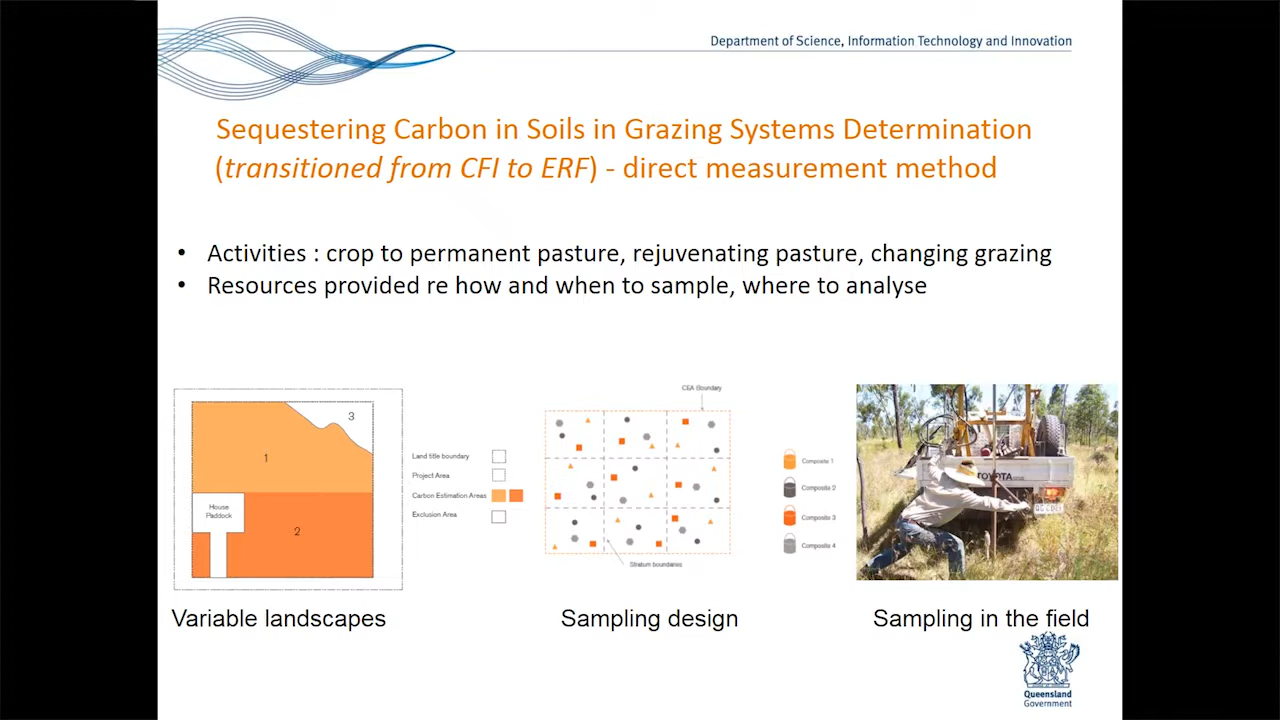 Department of Science, Information Technology and Innovation
Sequestering Carbon in Soils in Grazing Systems Determination
(transitioned from CFI to ERF) - direct measurement method
• Activities : crop to permanent pasture, rejuvenating pasture, changing grazing
• Resources provided re how and when to sample, where to analyse
3
1
House
Paddock
2
Land title boundary
Project Area
Carbon Estimation Areas
Exclusion Area
CEA Boundary
Stratum boundaries
Composite 1
Composite 2
Composite 3
Composite 4
TOYOTA
Variable landscapes
Sampling design
Sampling in the field
Queensland
Government